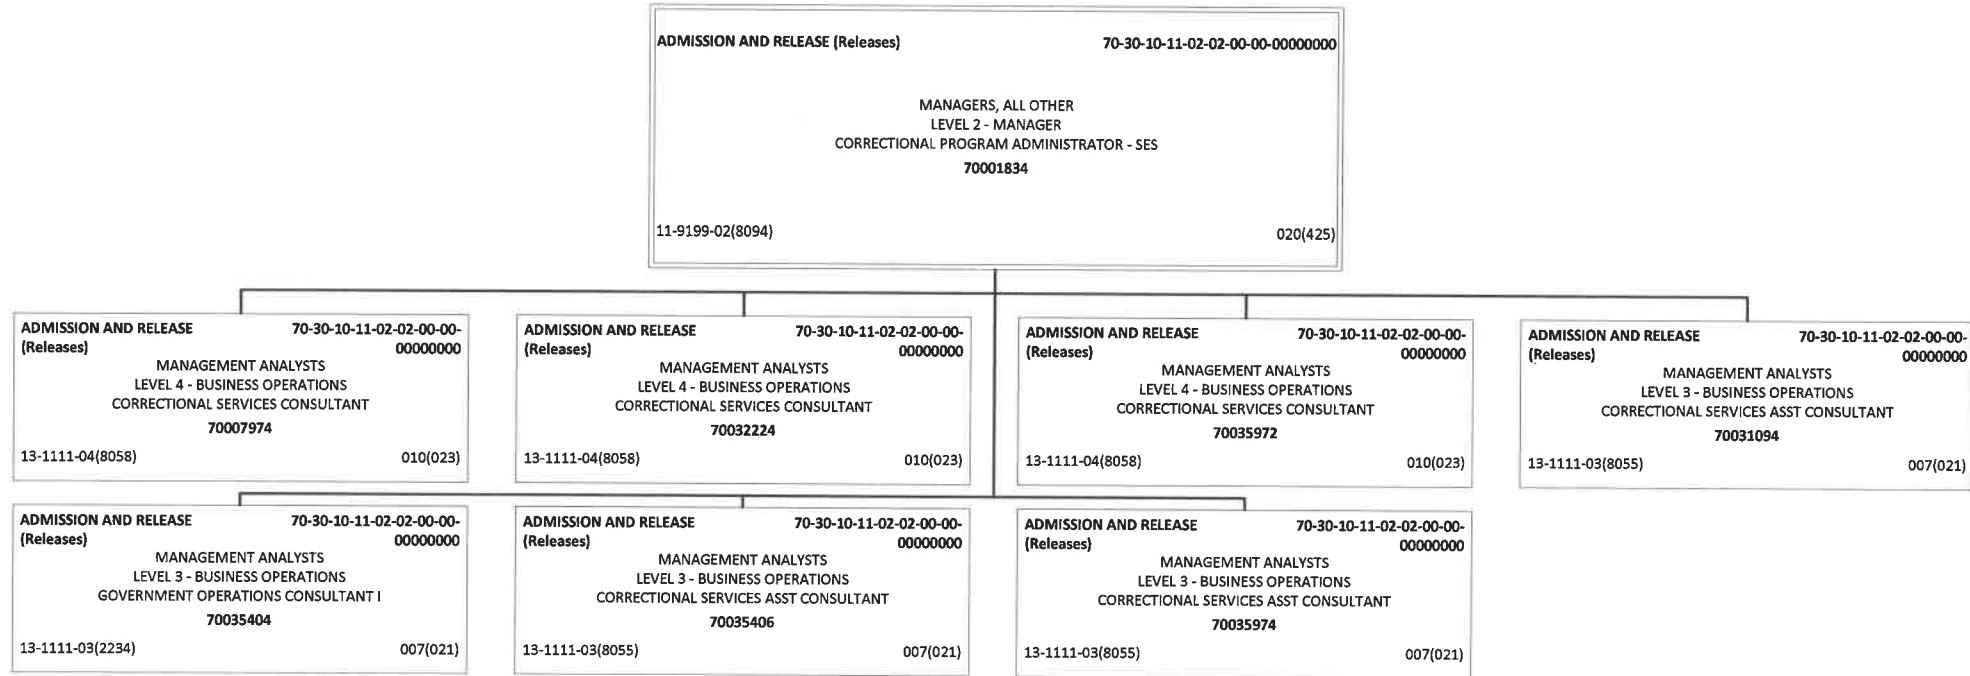 ADMISSION AND RELEASE (Releases) 70-30-10-11-02-02-00-00-00000000
MANAGERS, ALL OTHER
LEVEL 2 - MANAGER
CORRECTIONAL PROGRAM ADMINISTRATOR - SES
70001834
11-9199-02(8094) 020(425)
ADMISSION AND RELEASE 70-30-10-11-02-02-00-00-
(Releases) 00000000
MANAGEMENT ANALYSTS
LEVEL 4 - BUSINESS OPERATIONS
CORRECTIONAL SERVICES CONSULTANT
70007974
13-1111-04(8058) 010(023)
ADMISSION AND RELEASE 70-30-10-11-02-02-00-00-
(Releases) 00000000
MANAGEMENT ANALYSTS
LEVEL 4 - BUSINESS OPERATIONS
CORRECTIONAL SERVICES CONSULTANT
70032224
13-1111-04(8058) 010(023)
ADMISSION AND RELEASE 70-30-10-11-02-02-00-00-
(Releases) 00000000
MANAGEMENT ANALYSTS
LEVEL 4 - BUSINESS OPERATIONS
CORRECTIONAL SERVICES CONSULTANT
70035972
13-1111-04(8058) 010(023)
ADMISSION AND RELEASE 70-30-10-11-02-02-00-00-
(Releases) 00000000
MANAGEMENT ANALYSTS
LEVEL 3 - BUSINESS OPERATIONS
CORRECTIONAL SERVICES ASST CONSULTANT
70031094
13-1111-03(8055) 007(021)
ADMISSION AND RELEASE 70-30-10-11-02-02-00-00-
(Releases) 00000000
MANAGEMENT ANALYSTS
LEVEL 3 - BUSINESS OPERATIONS
GOVERNMENT OPERATIONS CONSULTANT I
70035404
13-1111-03(2234) 007(021)
ADMISSION AND RELEASE 70-30-10-11-02-02-00-00-
(Releases) 00000000
MANAGEMENT ANALYSTS
LEVEL 3 - BUSINESS OPERATIONS
CORRECTIONAL SERVICES ASST CONSULTANT
70035406
13-1111-03(8055) 007(021)
ADMISSION AND RELEASE 70-30-10-11-02-02-00-00-
(Releases) 00000000
MANAGEMENT ANALYSTS
LEVEL 3 - BUSINESS OPERATIONS
CORRECTIONAL SERVICES ASST CONSULTANT
70035974
13-1111-03(8055) 007(021)